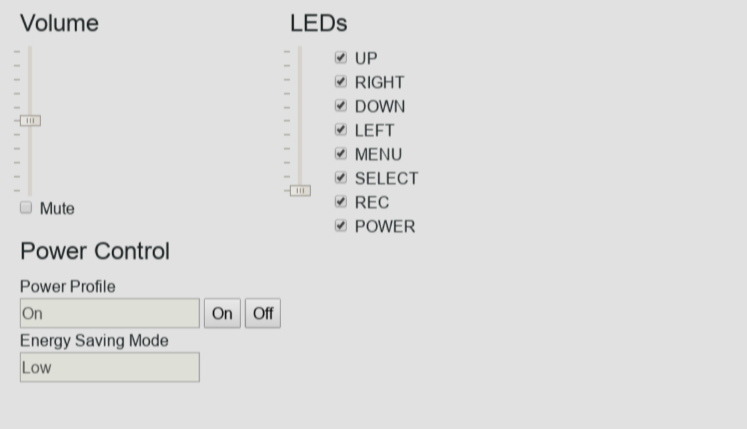 Volume
Mute
LEDs
UP
RIGHT
DOWN
LEFT
MENU
SELECT
REC
POWER
Power Control
Power Profile
On On Off
Energy Saving Mode
Low